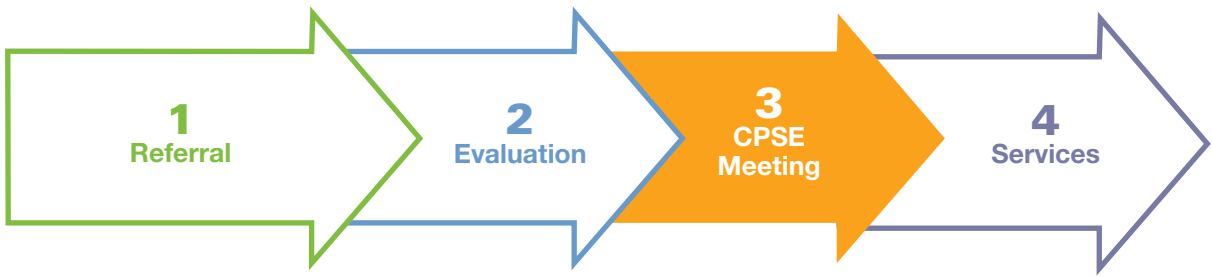 1
Referral
2
Evaluation
3
CPSE
Meeting
4
Services